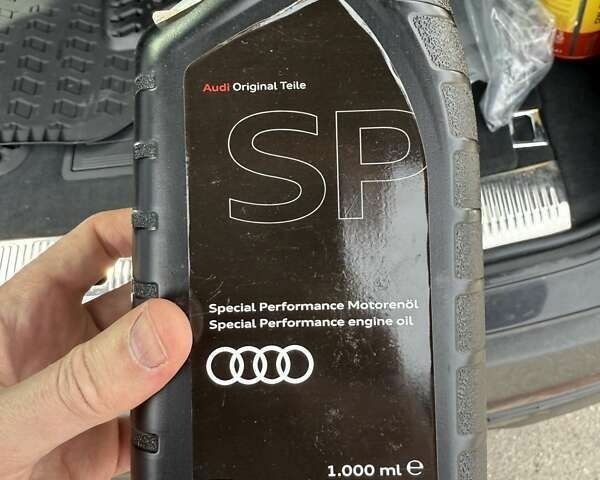 Audi Original Teile
SP
Special Performance Motorenöl
Special Performance engine oil
1.000 ml ℮